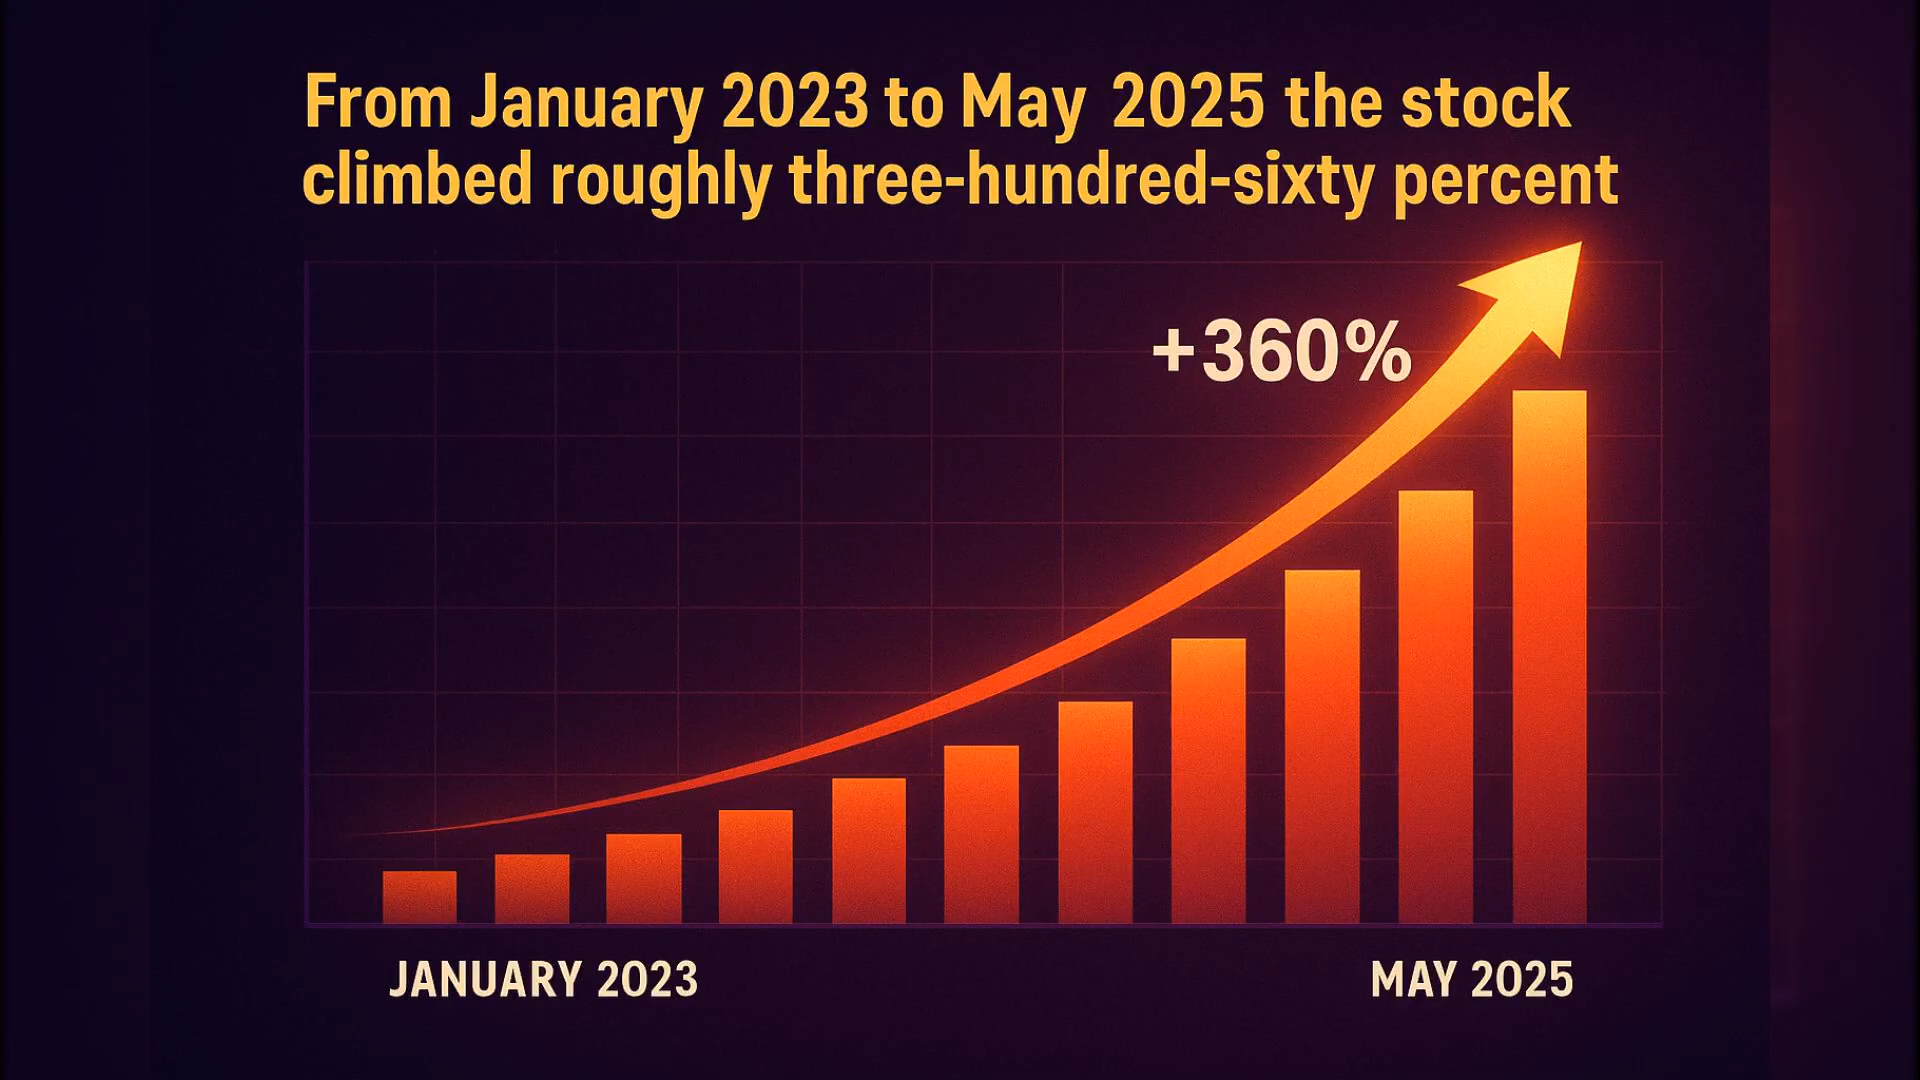 From January 2023 to May 2025 the stock
climbed roughly three-hundred-sixty percent
+360%
JANUARY 2023
MAY 2025